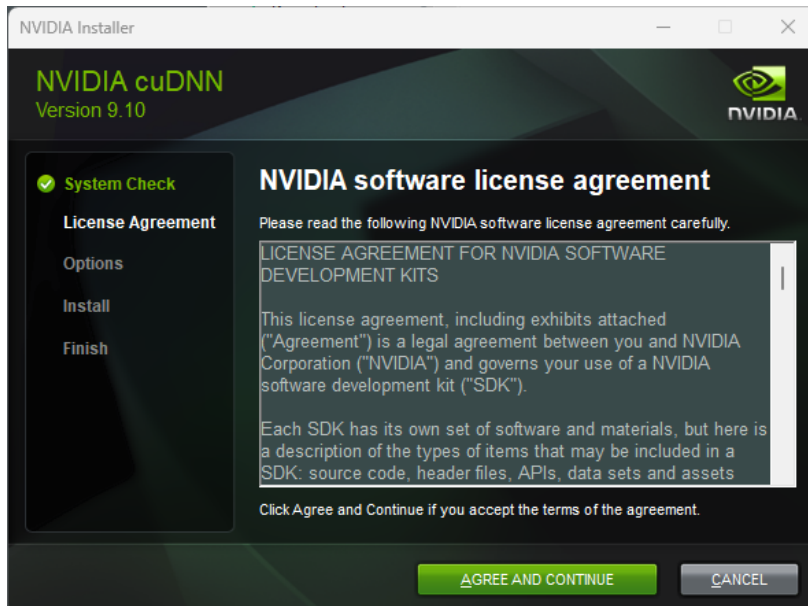 NVIDIA Installer
NVIDIA cuDNN
Version 9.10
NVIDIA.
System Check
License Agreement
Options
Install
Finish
NVIDIA software license agreement
Please read the following NVIDIA software license agreement carefully.
LICENSE AGREEMENT FOR NVIDIA SOFTWARE
DEVELOPMENT KITS
This license agreement, including exhibits attached
("Agreement") is a legal agreement between you and NVIDIA
Corporation ("NVIDIA") and governs your use of a NVIDIA
software development kit ("SDK").
Each SDK has its own set of software and materials, but here is
a description of the types of items that may be included in a
SDK: source code, header files, APIs, data sets and assets
Click Agree and Continue if you accept the terms of the agreement.
AGREE AND CONTINUE
CANCEL